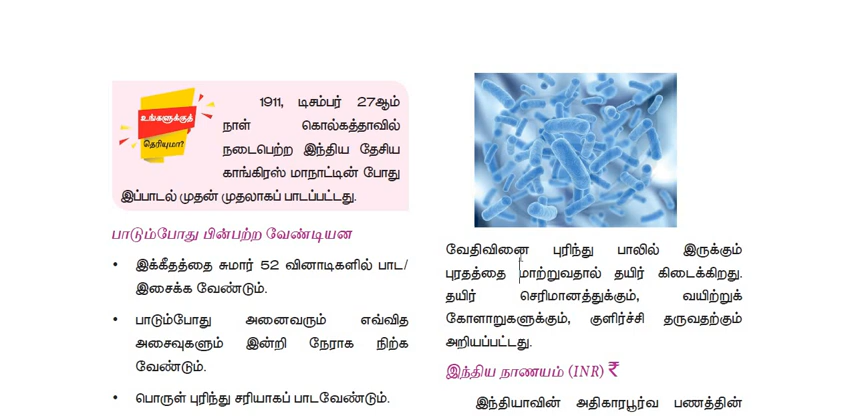 உங்களுக்குத்
தெரியுமா?
1911, டிசம்பர் 27ஆம்
நாள் கொல்கத்தாவில்
நடைபெற்ற இந்திய தேசிய
காங்கிரஸ் மாநாட்டின் போது
இப்பாடல் முதன் முதலாகப் பாடப்பட்டது.
பாடும்போது பின்பற்ற வேண்டியன
• இக்கீதத்தை சுமார் 52 வினாடிகளில் பாட/
இசைக்க வேண்டும்.
• பாடும்போது அனைவரும் எவ்வித
அசைவுகளும் இன்றி நேராக நிற்க
வேண்டும்.
• பொருள் புரிந்து சரியாகப் பாடவேண்டும்.
வேதிவினை புரிந்து பாலில் இருக்கும்
புரதத்தை மாற்றுவதால் தயிர் கிடைக்கிறது.
தயிர் செரிமானத்துக்கும், வயிற்றுக்
கோளாறுகளுக்கும், குளிர்ச்சி தருவதற்கும்
அறியப்பட்டது.
இந்திய நாணயம் (INR) ₹
இந்தியாவின் அதிகாரபூர்வ பணத்தின்